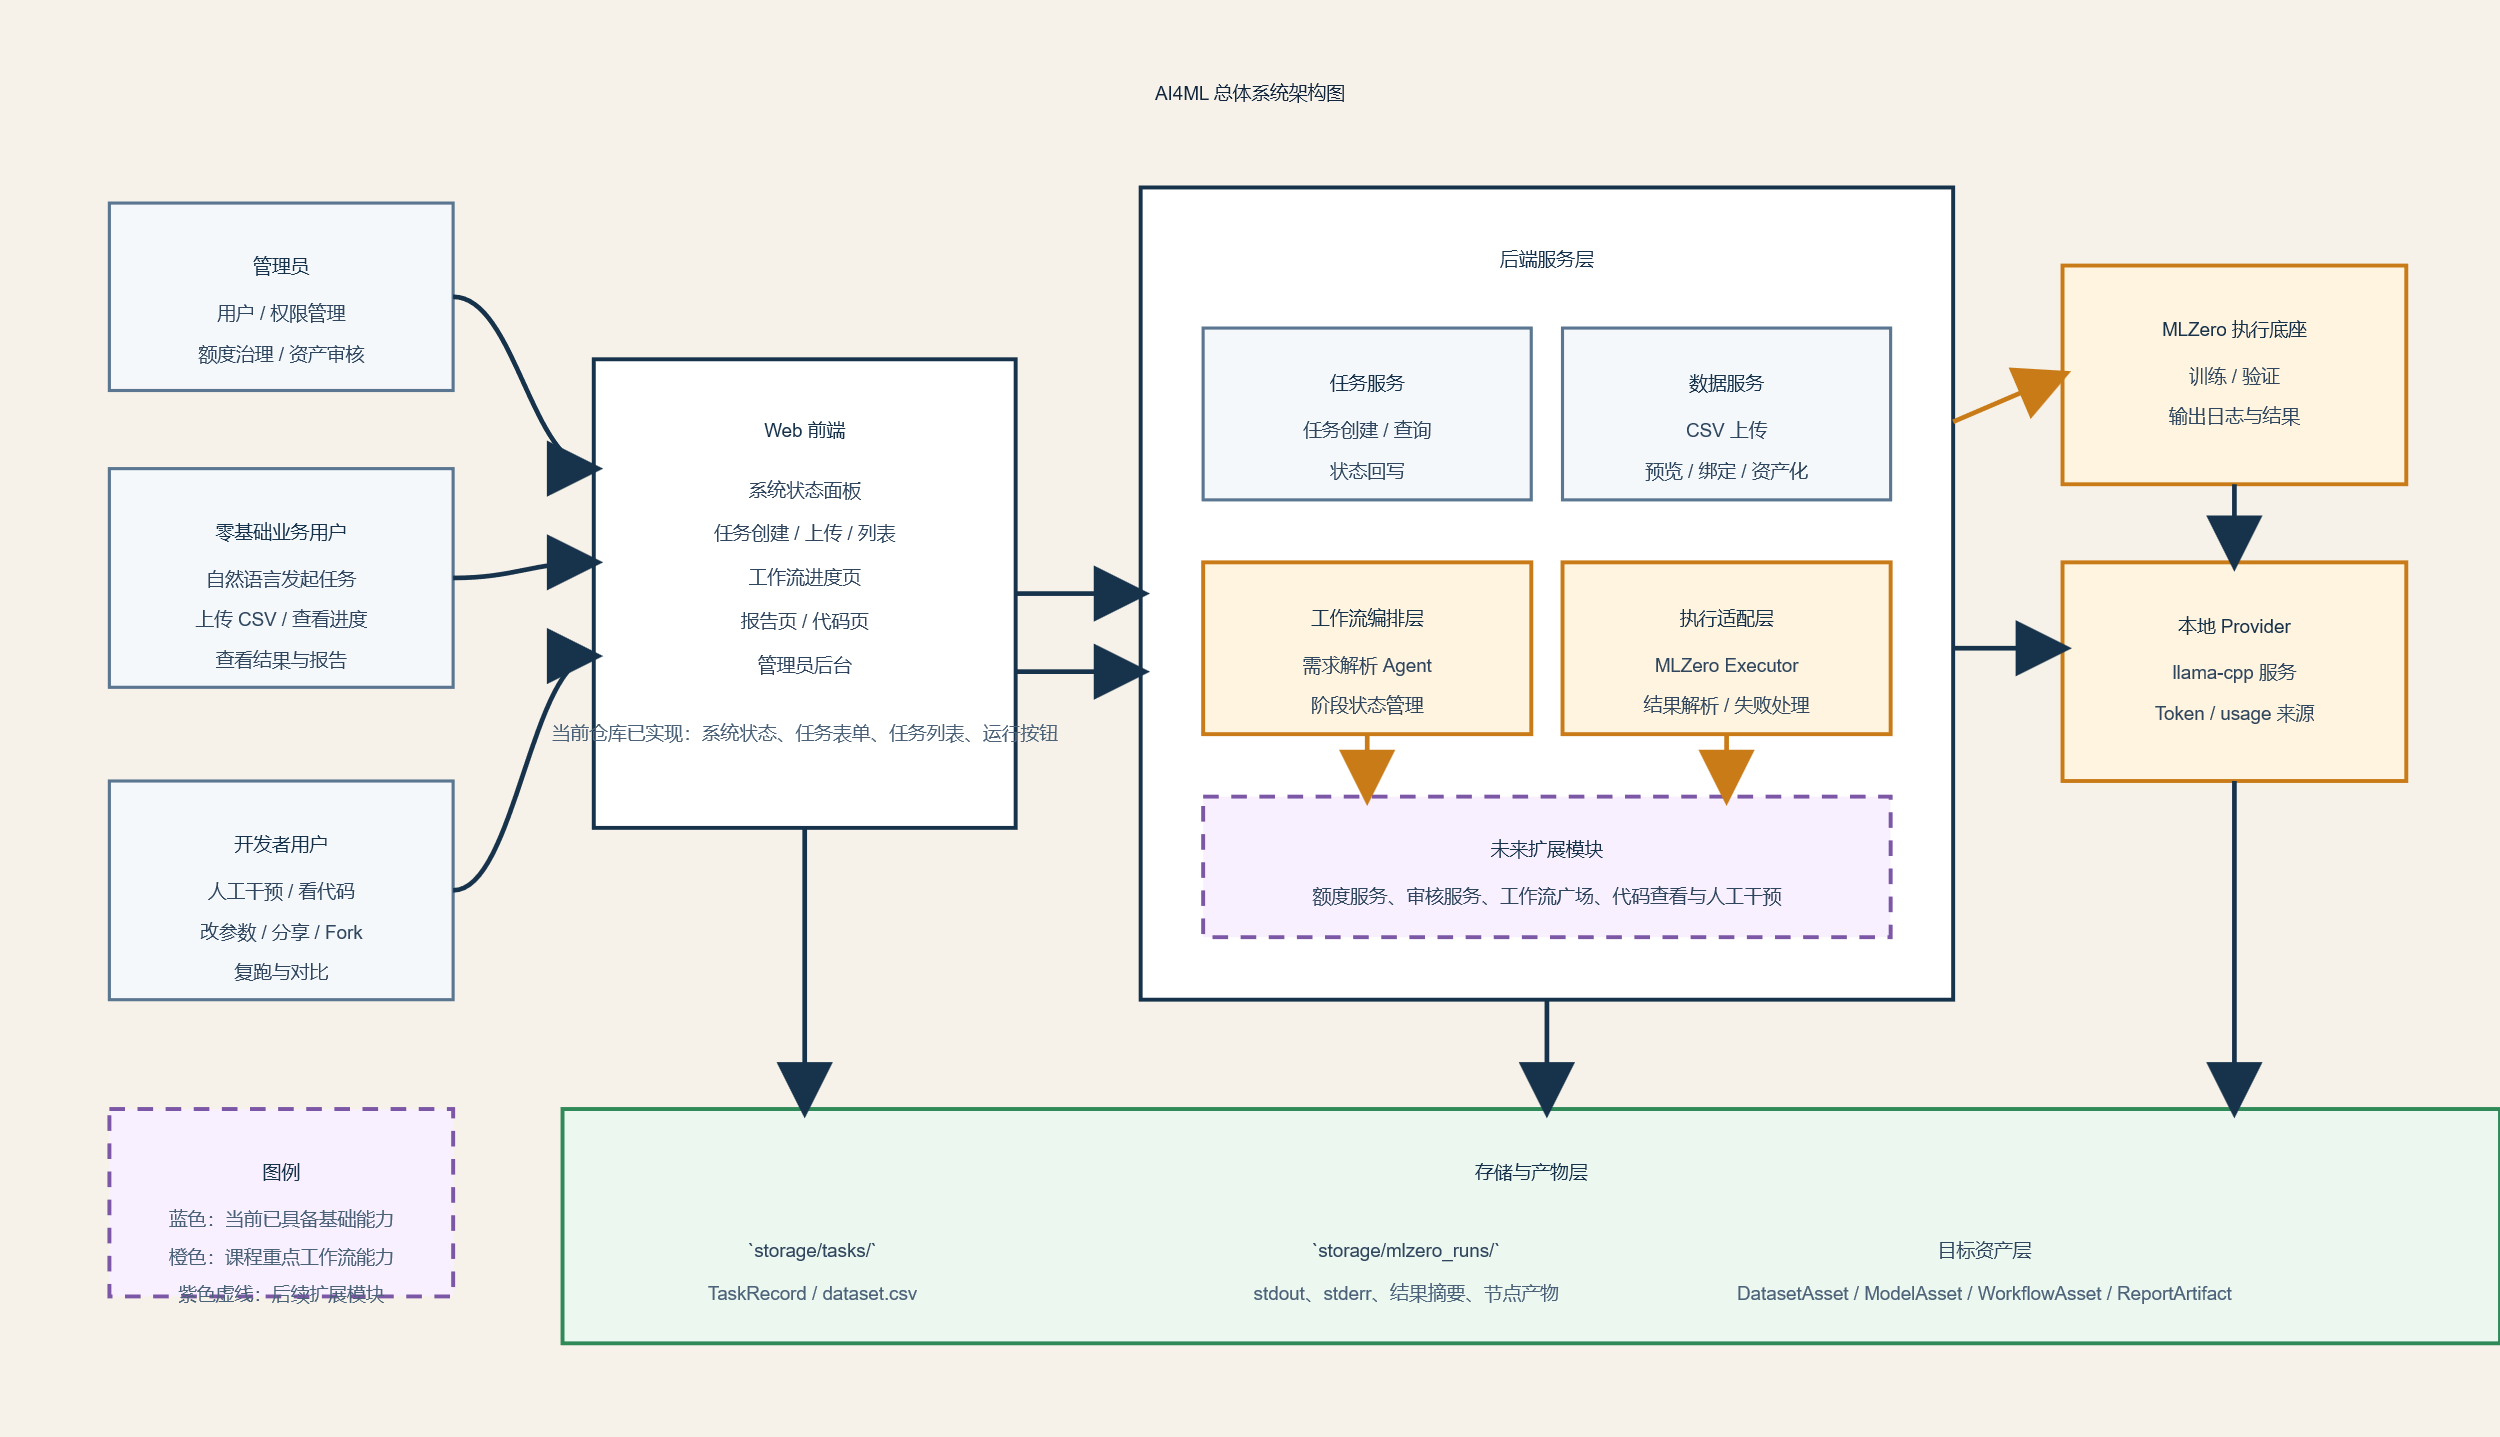 AI4ML 总体系统架构图
管理员
用户 / 权限管理
额度治理 / 资产审核
零基础业务用户
自然语言发起任务
上传 CSV / 查看进度
查看结果与报告
开发者用户
人工干预 / 看代码
改参数 / 分享 / Fork
复跑与对比
Web 前端
系统状态面板
任务创建 / 上传 / 列表
工作流进度页
报告页 / 代码页
管理员后台
当前仓库已实现：系统状态、任务表单、任务列表、运行按钮
后端服务层
任务服务
任务创建 / 查询
状态回写
数据服务
CSV 上传
预览 / 绑定 / 资产化
工作流编排层
需求解析 Agent
阶段状态管理
执行适配层
MLZero Executor
结果解析 / 失败处理
未来扩展模块
额度服务、审核服务、工作流广场、代码查看与人工干预
MLZero 执行底座
训练 / 验证
输出日志与结果
本地 Provider
llama-cpp 服务
Token / usage 来源
图例
蓝色：当前已具备基础能力
橙色：课程重点工作流能力
紫色虚线：后续扩展模块
存储与产物层
`storage/tasks/`
TaskRecord / dataset.csv
`storage/mlzero_runs/`
stdout、stderr、结果摘要、节点产物
目标资产层
DatasetAsset / ModelAsset / WorkflowAsset / ReportArtifact